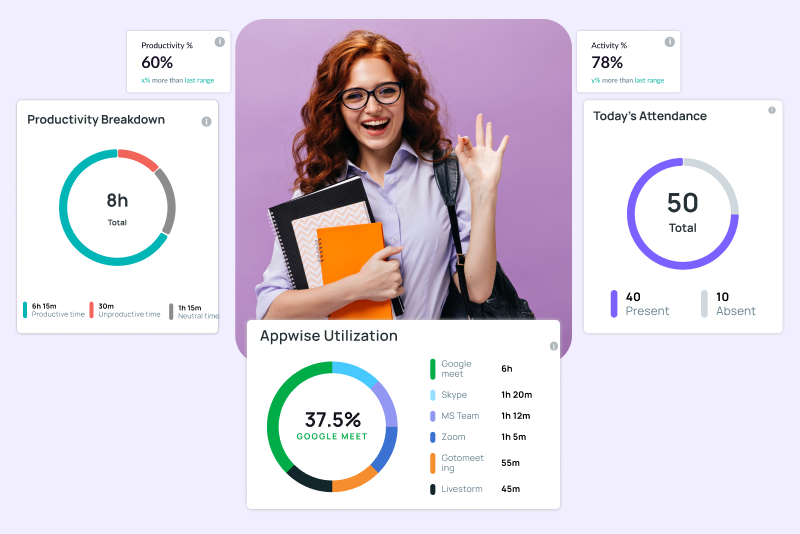 Productivity %
60%
x% more than last range
Activity %
78%
y% more than last range
Productivity Breakdown
8h
Total
6h 15m
Productive time
30m
Unproductive time
1h 15m
Neutral time
Today's Attendance
50
Total
40
Present
10
Absent
Appwise Utilization
37.5%
GOOGLE MEET
Google
meet
6h
Skype
1h 20m
MS Team
1h 12m
Zoom
1h 5m
Gotomeet
ing
55m
Livestorm
45m